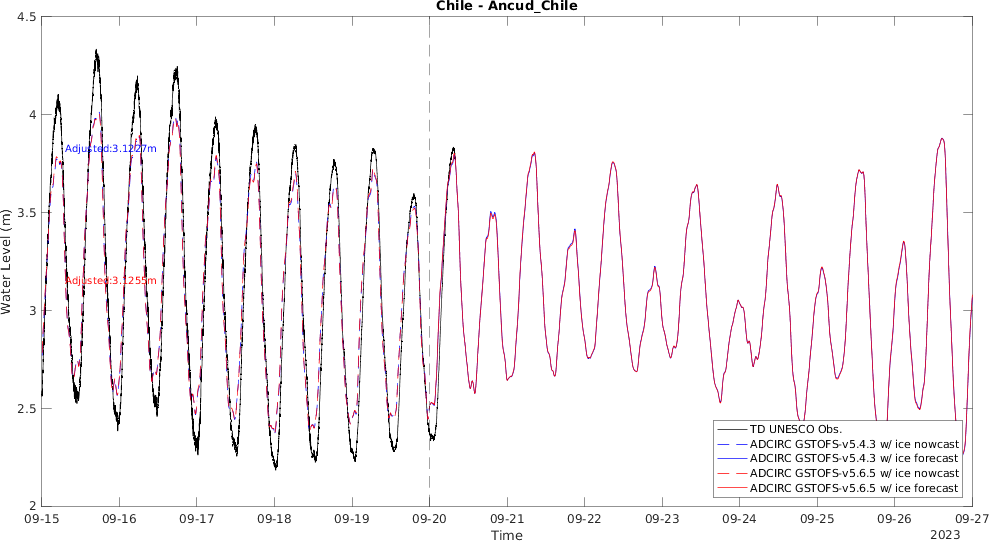 Chile - Ancud_Chile
4.5
4
3.5
3
2.5
2
Water Level (m)
Adjusted:3.1227m
Adjusted:3.1255m
TD UNESCO Obs.
ADCIRC GSTOFS-v5.4.3 w/ ice nowcast
ADCIRC GSTOFS-v5.4.3 w/ ice forecast
ADCIRC GSTOFS-v5.6.5 w/ ice nowcast
ADCIRC GSTOFS-v5.6.5 w/ ice forecast
09-15 09-16 09-17 09-18 09-19 09-20 09-21 09-22 09-23 09-24 09-25 09-26 09-27
Time
2023